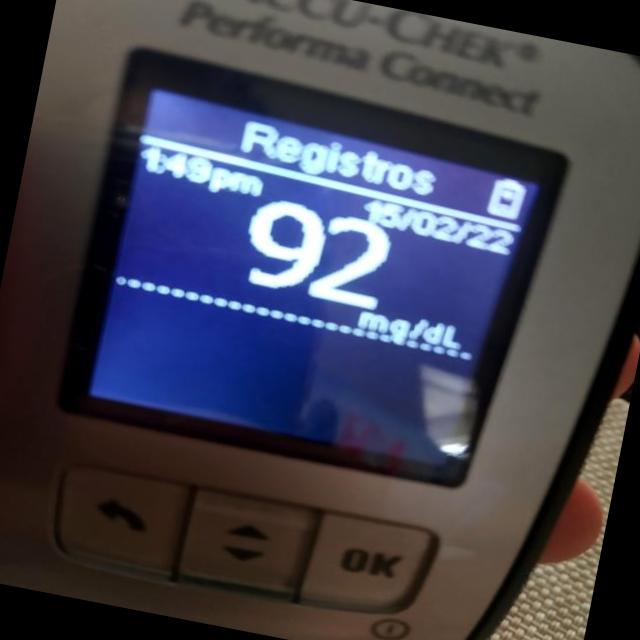 ACCU-CHEK®
Performa Connect
Registros
1:49pm
15/02/22
92
mg/dL
OK